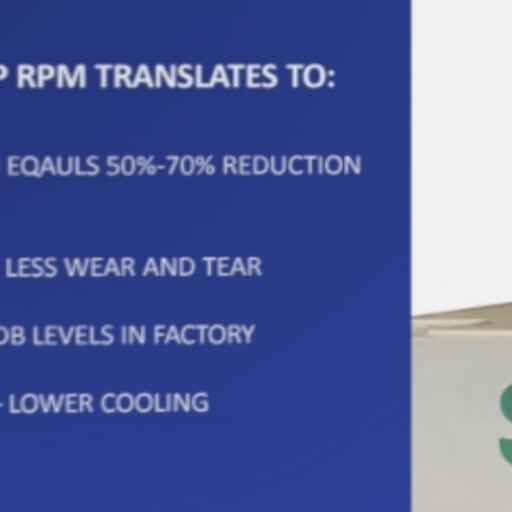 RPM TRANSLATES TO:
EQAULS 50%-70% REDUCTION
LESS WEAR AND TEAR
DB LEVELS IN FACTORY
- LOWER COOLING